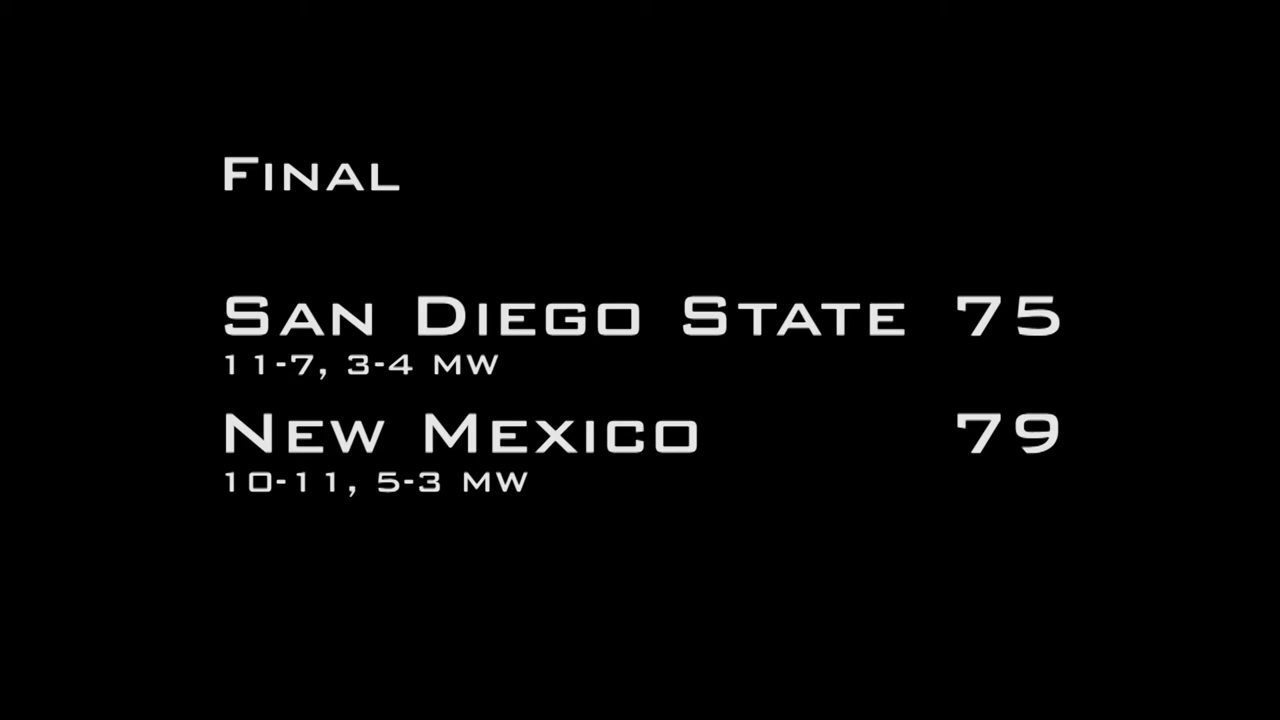 Final
San Diego State 75
11-7, 3-4 MW
New Mexico 79
10-11, 5-3 MW